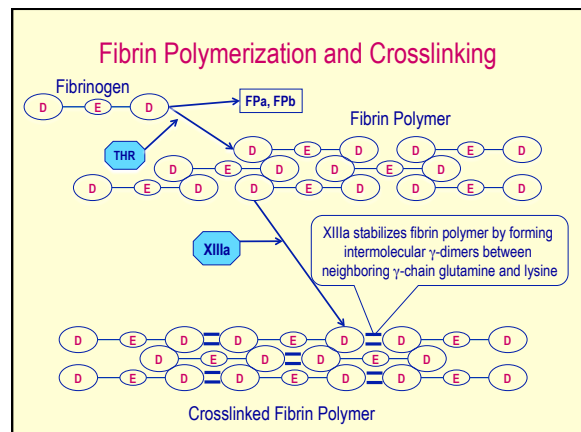 Fibrin Polymerization and Crosslinking
Fibrinogen
D E D
FPa, FPb
THR
Fibrin Polymer
D E D D E D
D E D D E D
D E D D E D D E D
XIIIa
XIIIa stabilizes fibrin polymer by forming
intermolecular γ-dimers between
neighboring γ-chain glutamine and lysine
D E D D E D D E D
D E D D E D
D E D D E D D E D
Crosslinked Fibrin Polymer